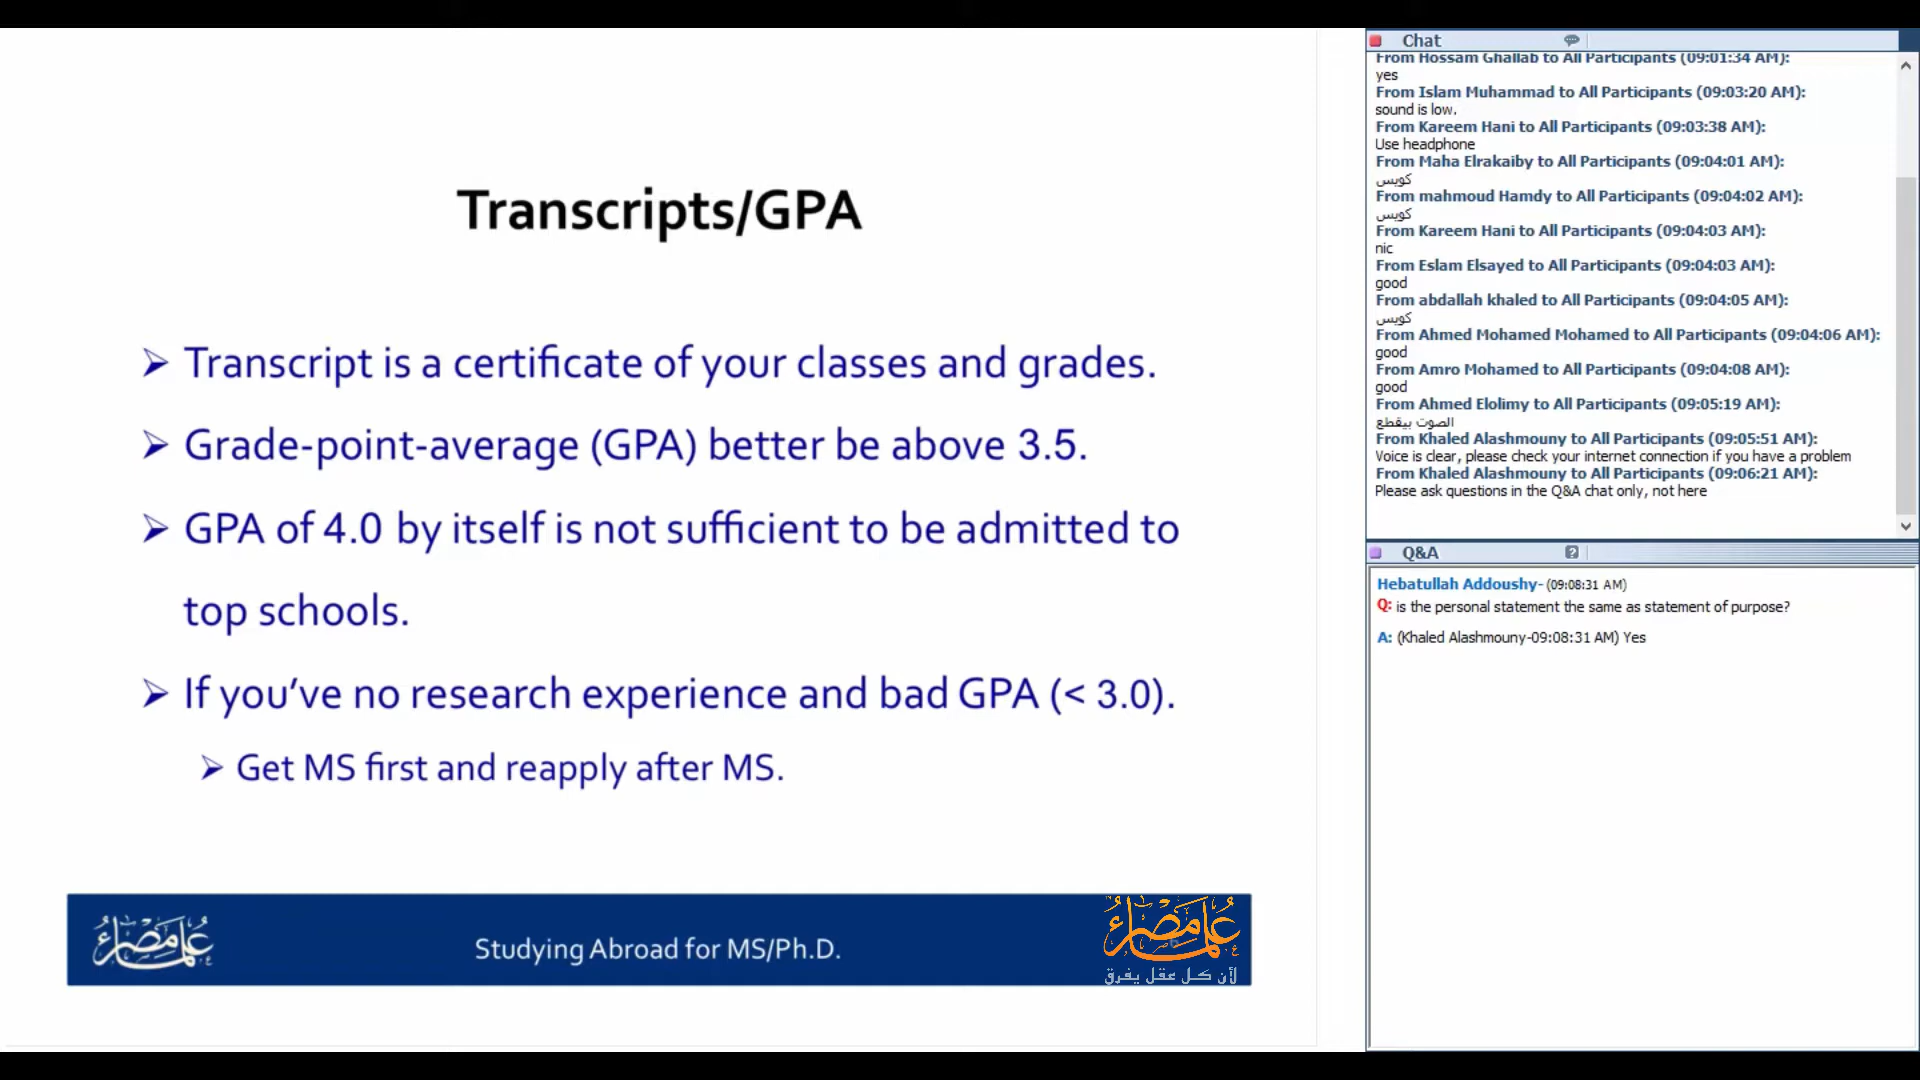 Transcripts/GPA
➢ Transcript is a certificate of your classes and grades.
➢ Grade-point-average (GPA) better be above 3.5.
➢ GPA of 4.0 by itself is not sufficient to be admitted to
top schools.
➢ If you’ve no research experience and bad GPA (< 3.0).
➢ Get MS first and reapply after MS.
علماء مصر
Studying Abroad for MS/Ph.D.
علماء مصر
لأن كل عقل يفرق
Chat
From Hossam Ghallab to All Participants (09:01:34 AM):
yes
From Islam Muhammad to All Participants (09:03:20 AM):
sound is low.
From Kareem Hani to All Participants (09:03:38 AM):
Use headphone
From Maha Elrakaiby to All Participants (09:04:01 AM):
كويس
From mahmoud Hamdy to All Participants (09:04:02 AM):
كويس
From Kareem Hani to All Participants (09:04:03 AM):
nic
From Eslam Elsayed to All Participants (09:04:03 AM):
good
From abdallah khaled to All Participants (09:04:05 AM):
كويس
From Ahmed Mohamed Mohamed to All Participants (09:04:06 AM):
good
From Amro Mohamed to All Participants (09:04:08 AM):
good
From Ahmed Elolimy to All Participants (09:05:19 AM):
الصوت بيقطع
From Khaled Alashmouny to All Participants (09:05:51 AM):
Voice is clear, please check your internet connection if you have a problem
From Khaled Alashmouny to All Participants (09:06:21 AM):
Please ask questions in the Q&A chat only, not here
Q&A
Hebatullah Addoushy- (09:08:31 AM)
Q: is the personal statement the same as statement of purpose?
A: (Khaled Alashmouny-09:08:31 AM) Yes